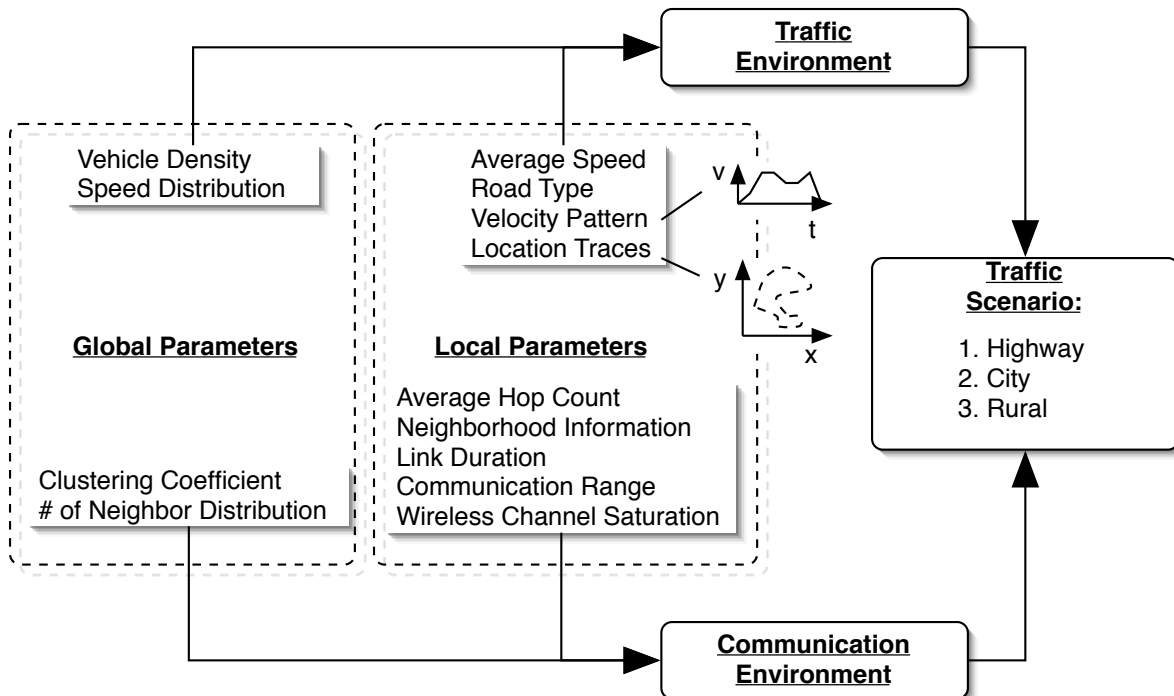 Traffic
Environment
Vehicle Density
Speed Distribution
Average Speed
Road Type
Velocity Pattern
Location Traces
v
t
y
x
Global Parameters
Local Parameters
Average Hop Count
Neighborhood Information
Link Duration
Communication Range
Wireless Channel Saturation
Clustering Coefficient
# of Neighbor Distribution
Traffic
Scenario:
1. Highway
2. City
3. Rural
Communication
Environment